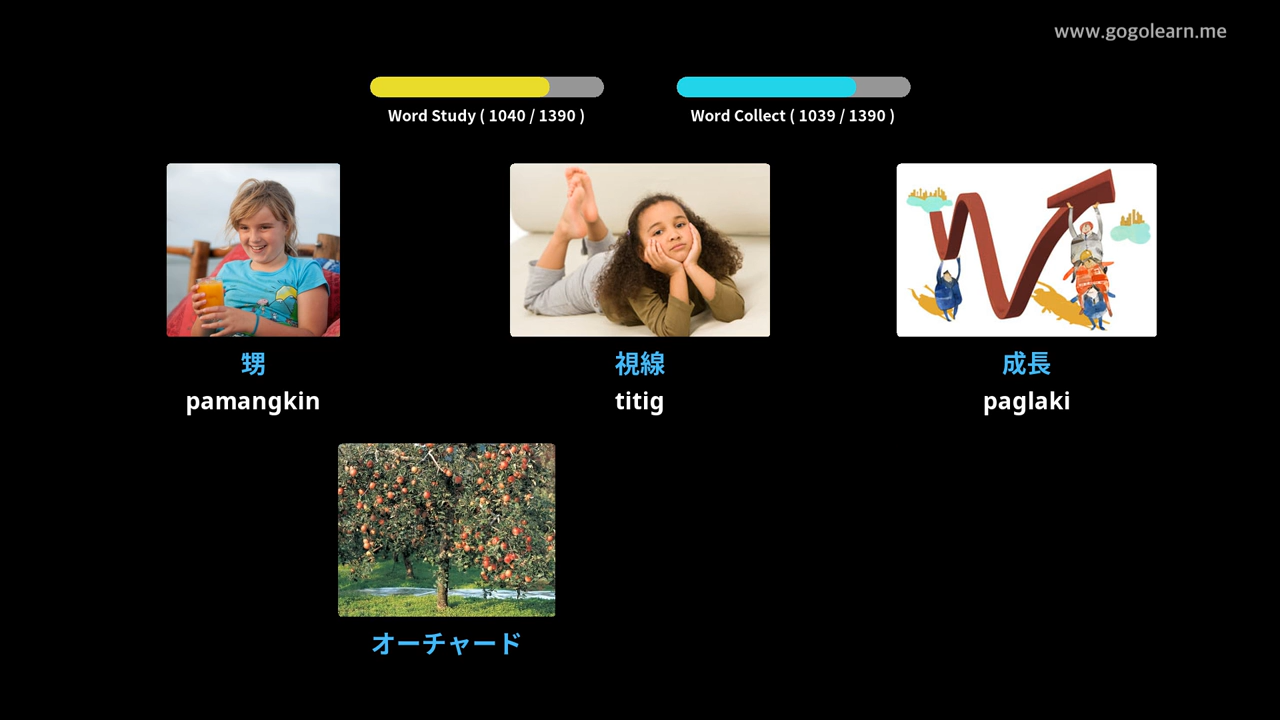 www.gogolearn.me
Word Study ( 1040 / 1390 )
Word Collect ( 1039 / 1390 )
甥
pamangkin
視線
titig
成長
paglaki
オーチャード